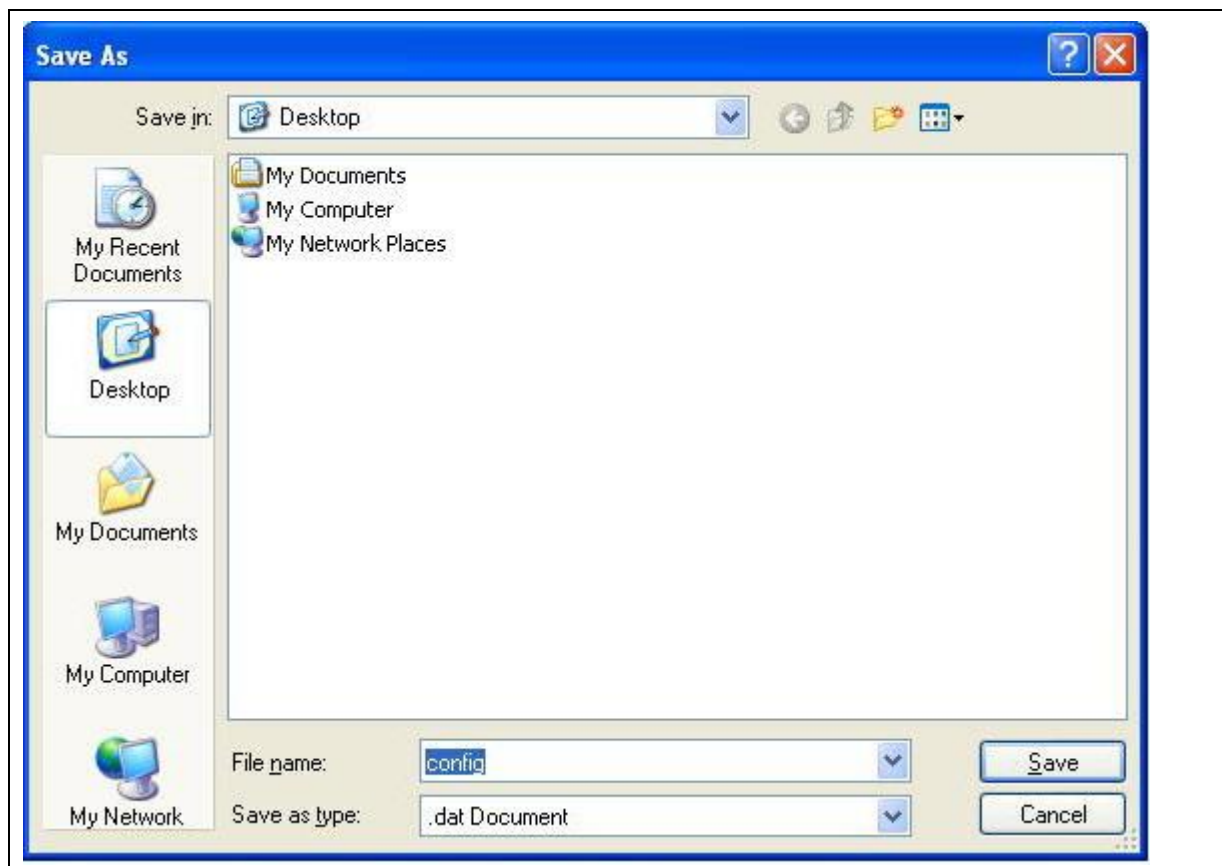 Save As
Save in:
Desktop
My Recent
Documents
Desktop
My Documents
My Computer
My Network
My Documents
My Computer
My Network Places
File name:
config
Save
Save as type:
.dat Document
Cancel